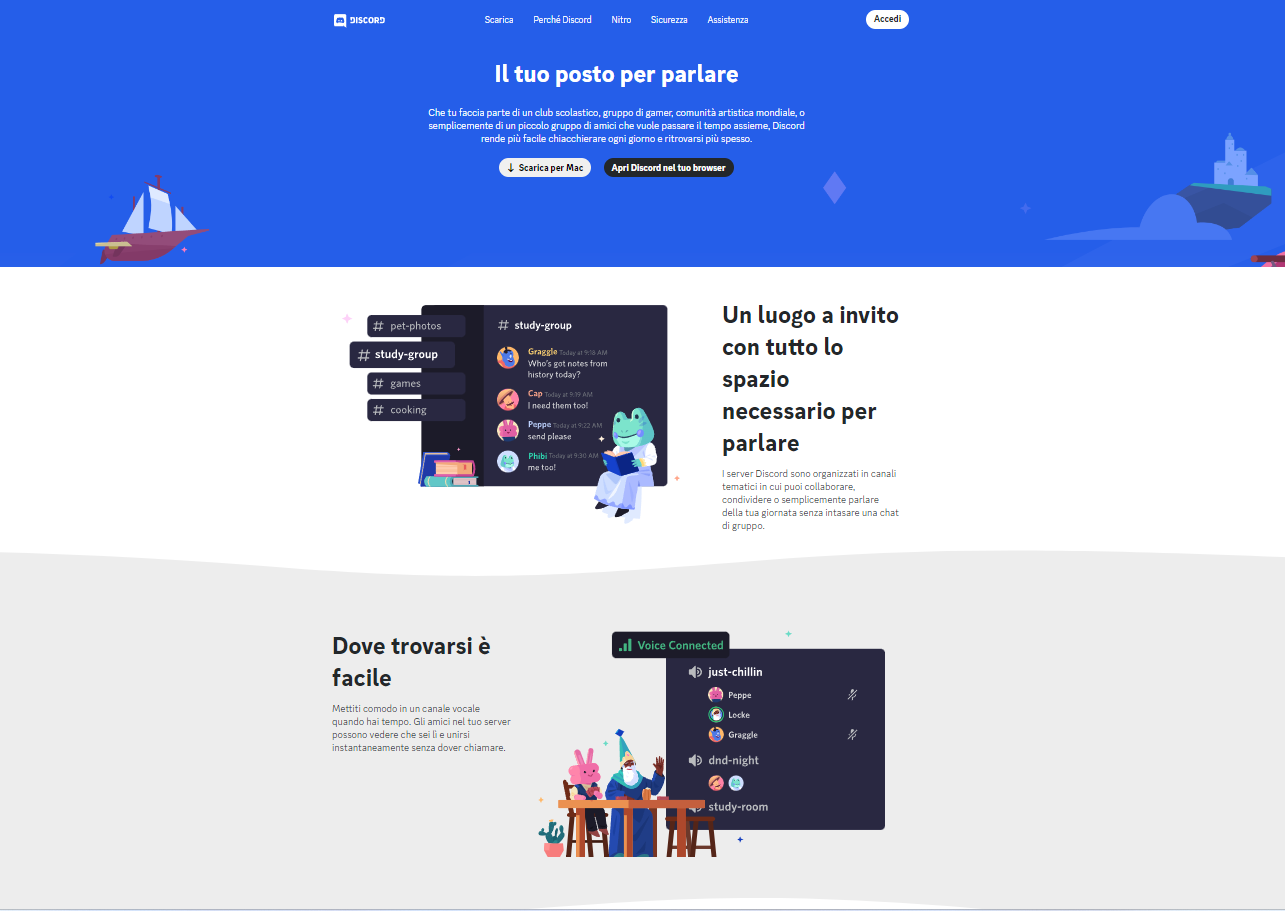 DISCORD
Scarica
Perché Discord
Nitro
Sicurezza
Assistenza
Accedi
Il tuo posto per parlare
Che tu faccia parte di un club scolastico, gruppo di gamer, comunità artistica mondiale, o
semplicemente di un piccolo gruppo di amici che vuole passare il tempo assieme, Discord
rende più facile chiacchierare ogni giorno e ritrovarsi più spesso.
Scarica per Mac
Apri Discord nel tuo browser
# pet-photos
# study-group
# games
# cooking
# study-group
Graggle Today at 9:18 AM
Who's got notes from
history today?
Cap Today at 9:19 AM
I need them too!
Peppe Today at 9:22 AM
send please
Phibi Today at 9:30 AM
me too!
Un luogo a invito
con tutto lo
spazio
necessario per
parlare
I server Discord sono organizzati in canali
tematici in cui puoi collaborare,
condividere o semplicemente parlare
della tua giornata senza intasare una chat
di gruppo.
Dove trovarsi è
facile
Mettiti comodo in un canale vocale
quando hai tempo. Gli amici nel tuo server
possono vedere che sei lì e unirsi
instantaneamente senza dover chiamare.
Voice Connected
just-chillin
Peppe
Locke
Graggle
dnd-night
study-room